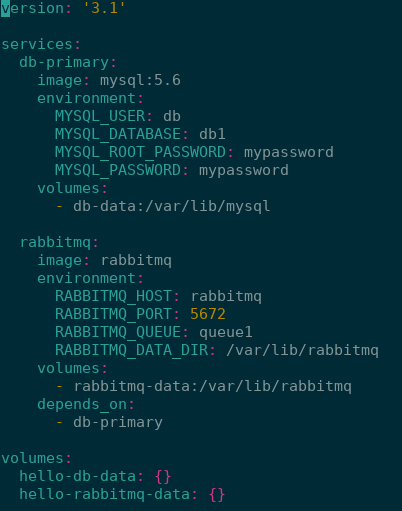 version: '3.1'
services:
  db-primary:
    image: mysql:5.6
    environment:
      MYSQL_USER: db
      MYSQL_DATABASE: db1
      MYSQL_ROOT_PASSWORD: mypassword
      MYSQL_PASSWORD: mypassword
    volumes:
      - db-data:/var/lib/mysql
  rabbitmq:
    image: rabbitmq
    environment:
      RABBITMQ_HOST: rabbitmq
      RABBITMQ_PORT: 5672
      RABBITMQ_QUEUE: queue1
      RABBITMQ_DATA_DIR: /var/lib/rabbitmq
    volumes:
      - rabbitmq-data:/var/lib/rabbitmq
    depends_on:
      - db-primary
volumes:
  hello-db-data: {}
  hello-rabbitmq-data: {}